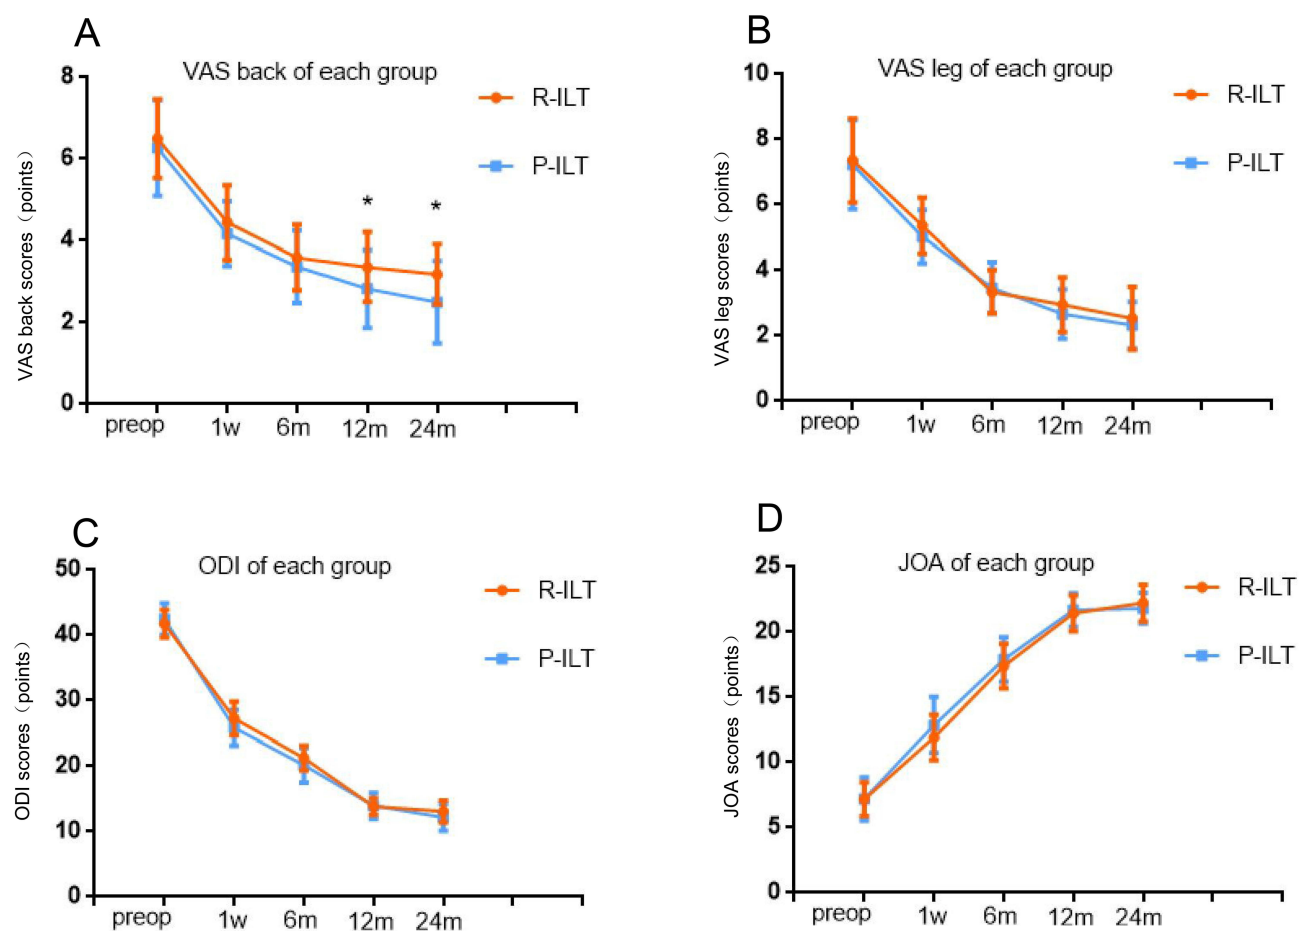 A
VAS back of each group
VAS back scores（points）
8
6
4
2
0
preop 1w 6m 12m 24m
* *
R-ILT
P-ILT
B
VAS leg of each group
VAS leg scores（points）
10
8
6
4
2
0
preop 1w 6m 12m 24m
R-ILT
P-ILT
C
ODI of each group
ODI scores（points）
50
40
30
20
10
0
preop 1w 6m 12m 24m
R-ILT
P-ILT
D
JOA of each group
JOA scores（points）
25
20
15
10
5
0
preop 1w 6m 12m 24m
R-ILT
P-ILT